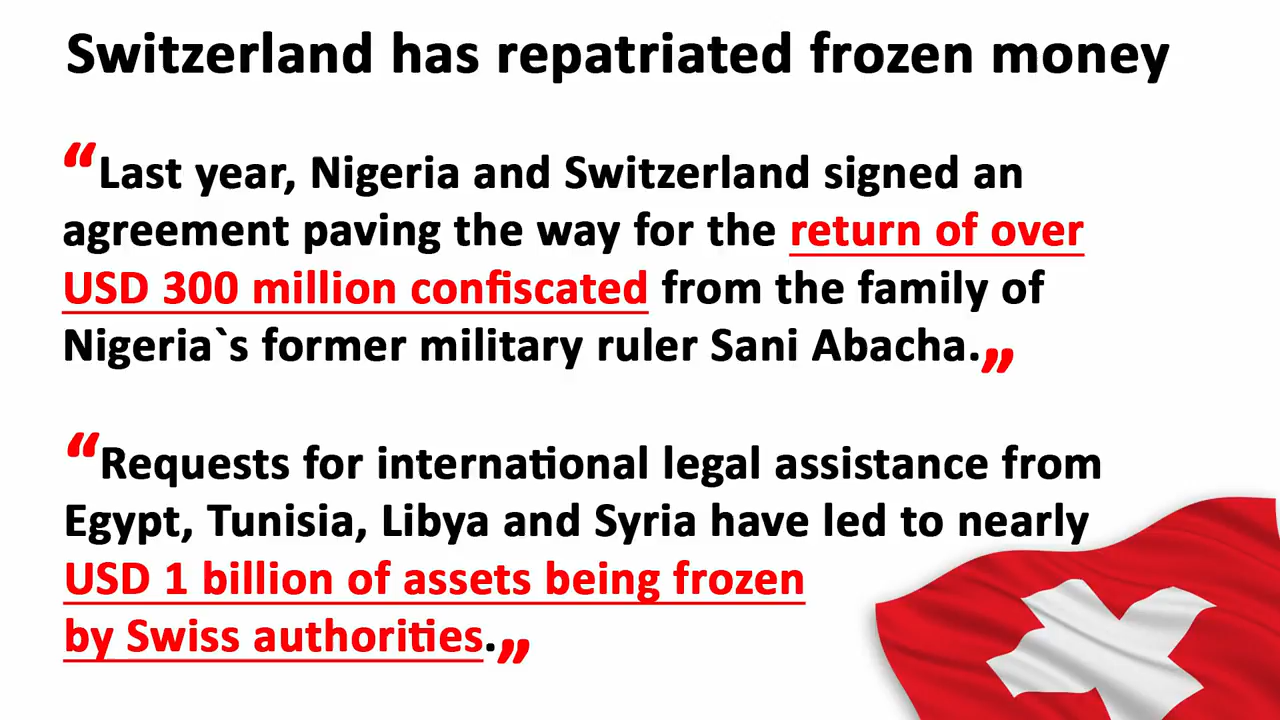 Switzerland has repatriated frozen money
“Last year, Nigeria and Switzerland signed an
agreement paving the way for the return of over
USD 300 million confiscated from the family of
Nigeria`s former military ruler Sani Abacha.„
“Requests for international legal assistance from
Egypt, Tunisia, Libya and Syria have led to nearly
USD 1 billion of assets being frozen
by Swiss authorities.„